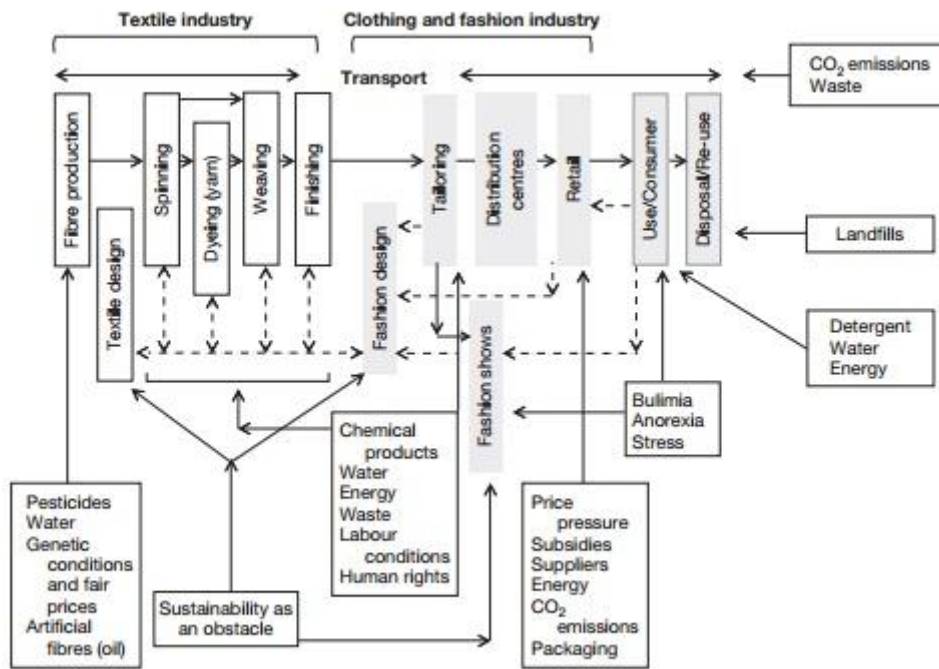 Textile industry
Clothing and fashion industry
Transport
CO₂ emissions
Waste
Fibre production
Textile design
Spinning
Dyeing (yarn)
Weaving
Finishing
Fashion design
Tailoring
Fashion shows
Distribution
centres
Retail
Use/Consumer
Disposal/Re-use
Landfills
Detergent
Water
Energy
Bulimia
Anorexia
Stress
Chemical
products
Water
Energy
Waste
Labour
conditions
Human rights
Price
pressure
Subsidies
Suppliers
Energy
CO₂
emissions
Packaging
Pesticides
Water
Genetic
conditions
and fair
prices
Artificial
fibres (oil)
Sustainability as
an obstacle